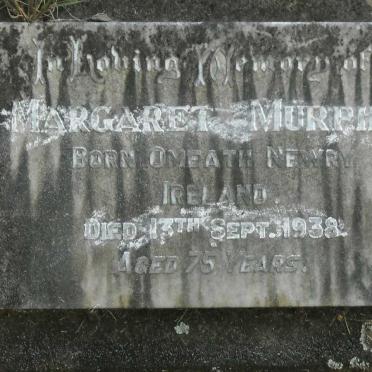 In Loving Memory of
MARGARET MURPH
BORN OMEATH NEWRY
IRELAND.
DIED 13TH SEPT. 1938.
AGED 75 YEARS.